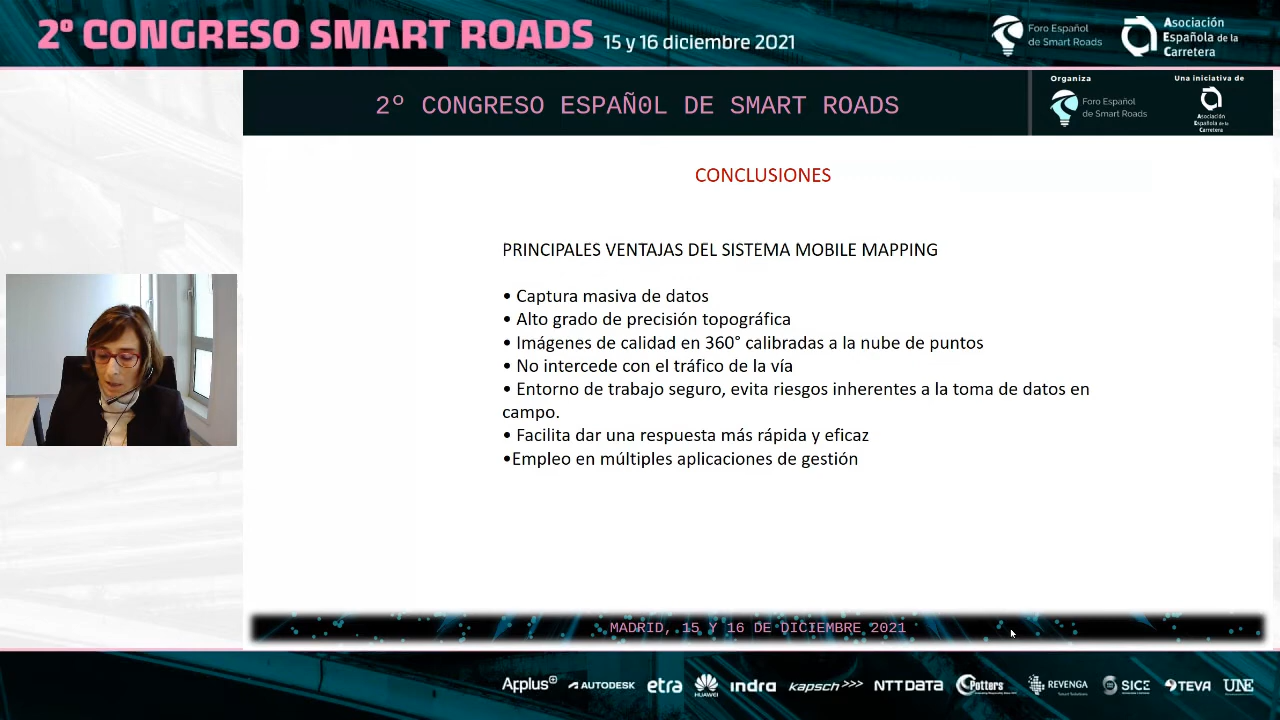 2º CONGRESO SMART ROADS 15 y 16 diciembre 2021
Foro Español
de Smart Roads
Asociación
Española de la
Carretera
2º CONGRESO ESPAÑ0L DE SMART ROADS
Organiza
Foro Español
de Smart Roads
Una iniciativa de
Asociación
Española de la
Carretera
CONCLUSIONES
PRINCIPALES VENTAJAS DEL SISTEMA MOBILE MAPPING
• Captura masiva de datos
• Alto grado de precisión topográfica
• Imágenes de calidad en 360° calibradas a la nube de puntos
• No intercede con el tráfico de la vía
• Entorno de trabajo seguro, evita riesgos inherentes a la toma de datos en
campo.
• Facilita dar una respuesta más rápida y eficaz
•Empleo en múltiples aplicaciones de gestión
MADRID, 15 Y 16 DE DICIEMBRE 2021
Applus+ AUTODESK etra HUAWEI indra kapsch>>> NTT DATA Potters REVENGA SICE TEVA UNE